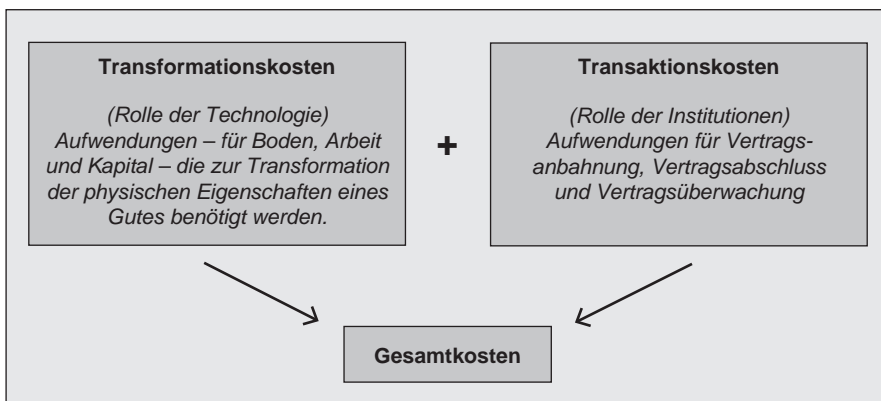 Transformationskosten
(Rolle der Technologie)
Aufwendungen – für Boden, Arbeit
und Kapital – die zur Transformation
der physischen Eigenschaften eines
Gutes benötigt werden.
+
Transaktionskosten
(Rolle der Institutionen)
Aufwendungen für Vertrags-
anbahnung, Vertragsabschluss
und Vertragsüberwachung
Gesamtkosten